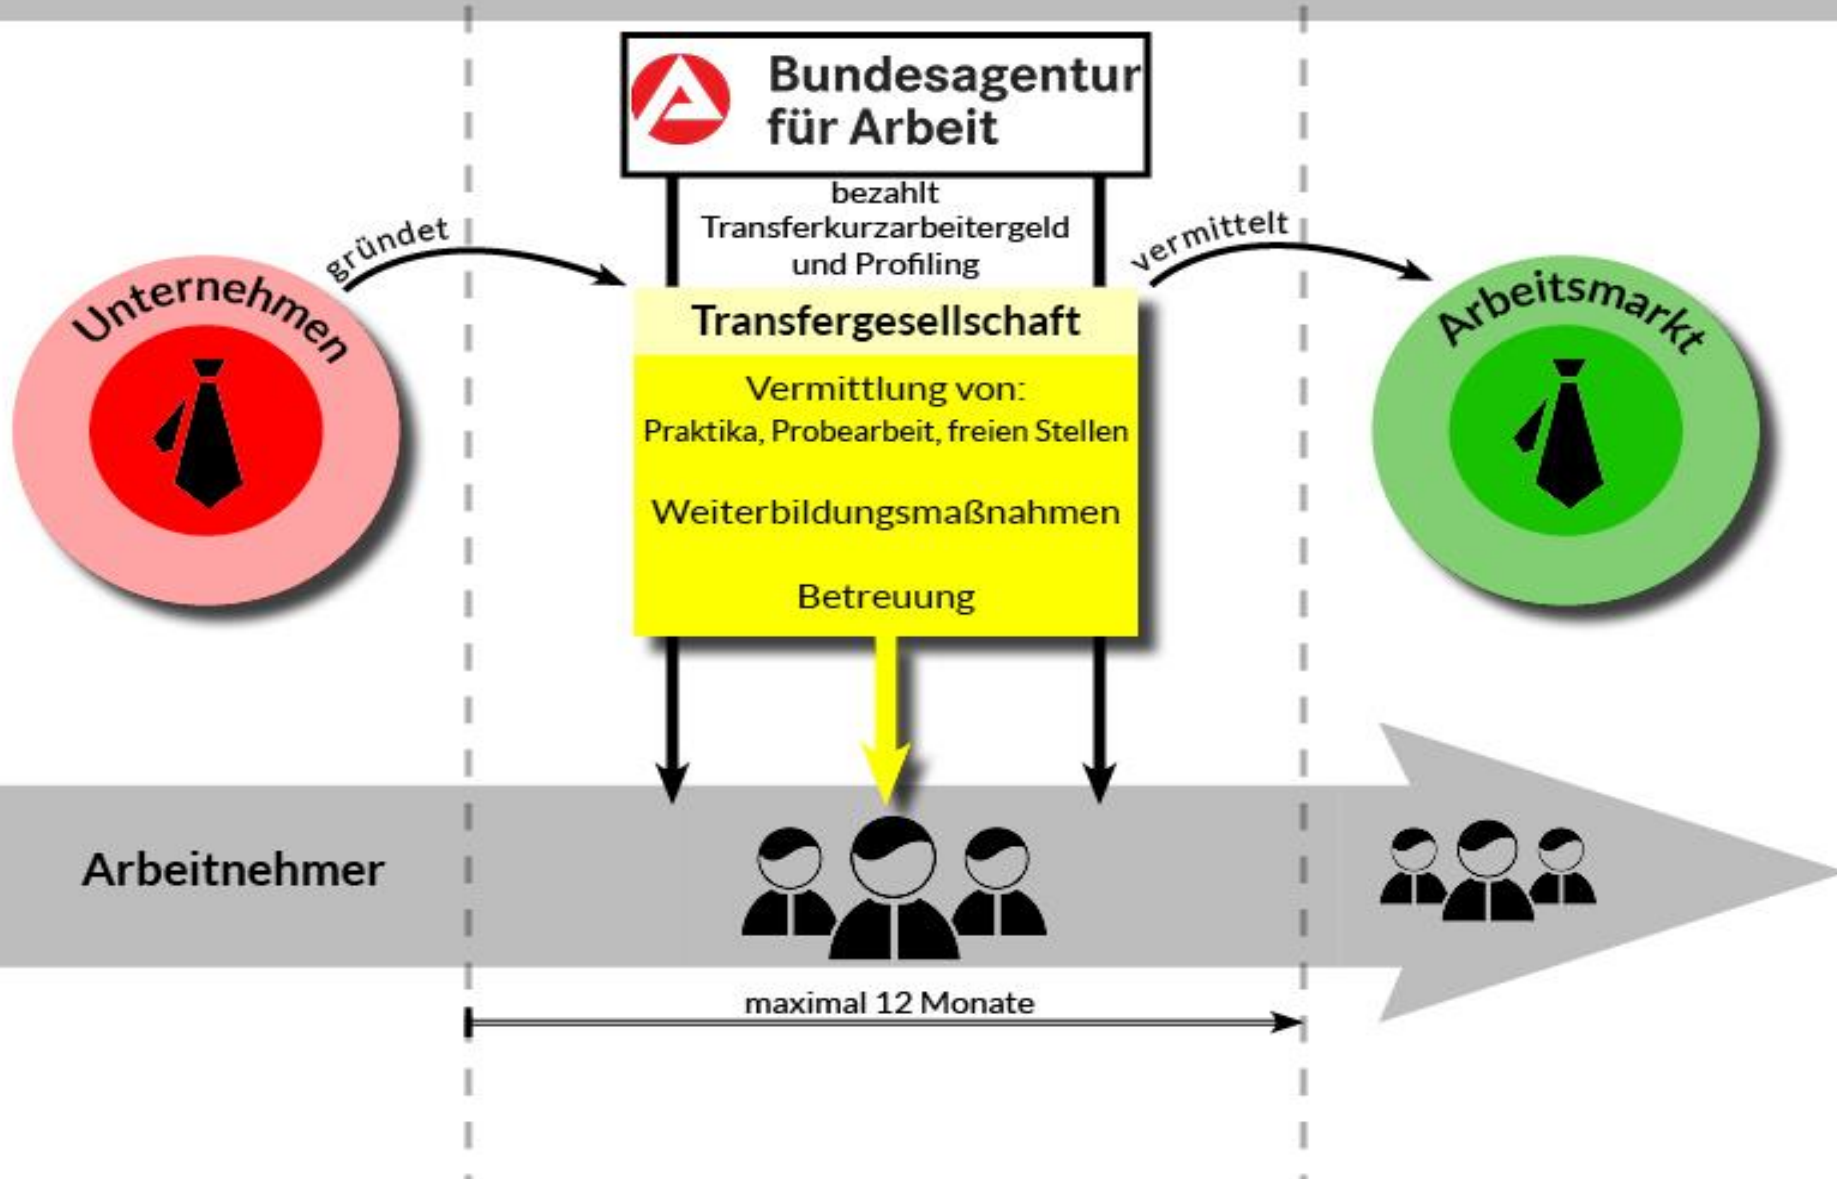 Bundesagentur
für Arbeit
bezahlt
Transferkurzarbeitergeld
und Profiling
gründet
vermittelt
Unternehmen
Transfergesellschaft
Vermittlung von:
Praktika, Probearbeit, freien Stellen
Weiterbildungsmaßnahmen
Betreuung
Arbeitsmarkt
Arbeitnehmer
maximal 12 Monate